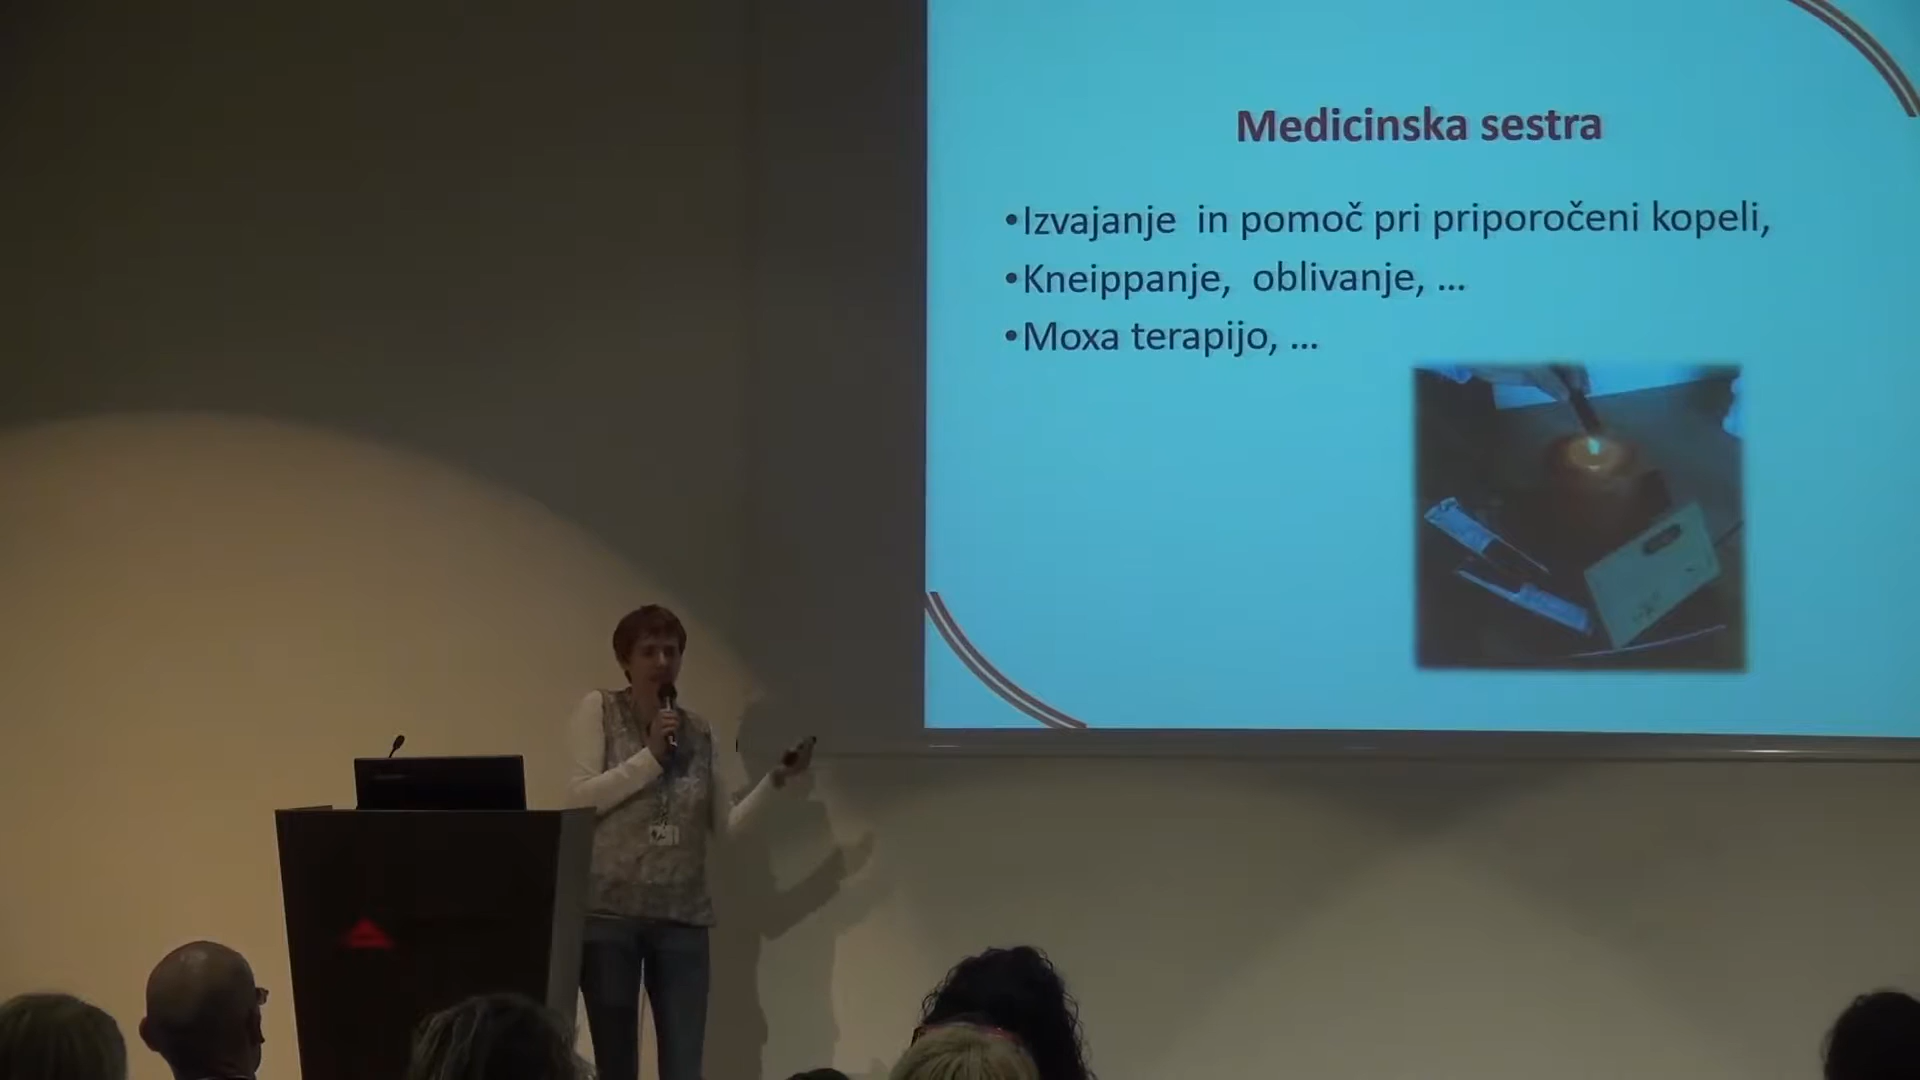 Medicinska sestra
•Izvajanje in pomoč pri priporočeni kopeli,
•Kneippanje, oblivanje, ...
•Moxa terapijo, ...